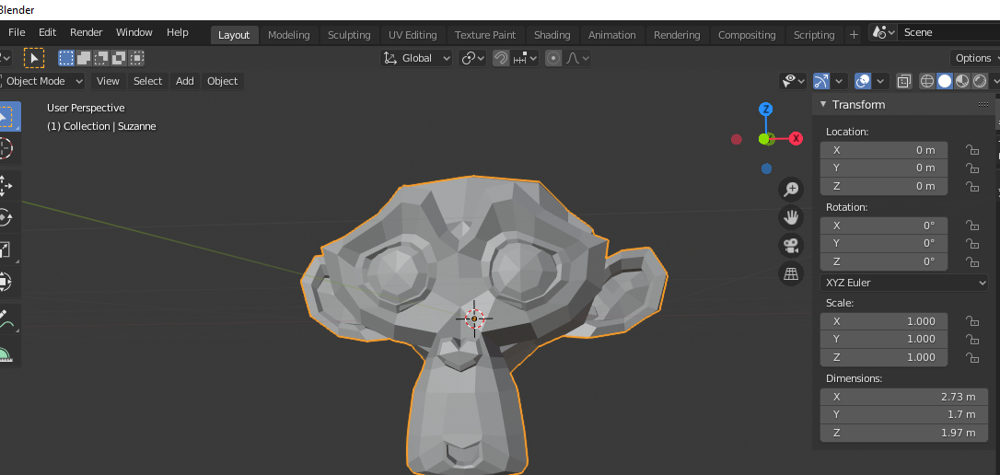 Blender
File Edit Render Window Help Layout Modeling Sculpting UV Editing Texture Paint Shading Animation Rendering Compositing Scripting + Scene
Global Options
Object Mode View Select Add Object
User Perspective
(1) Collection | Suzanne
Z
X
Transform
Location:
X 0 m
Y 0 m
Z 0 m
Rotation:
X 0°
Y 0°
Z 0°
XYZ Euler
Scale:
X 1.000
Y 1.000
Z 1.000
Dimensions:
X 2.73 m
Y 1.7 m
Z 1.97 m